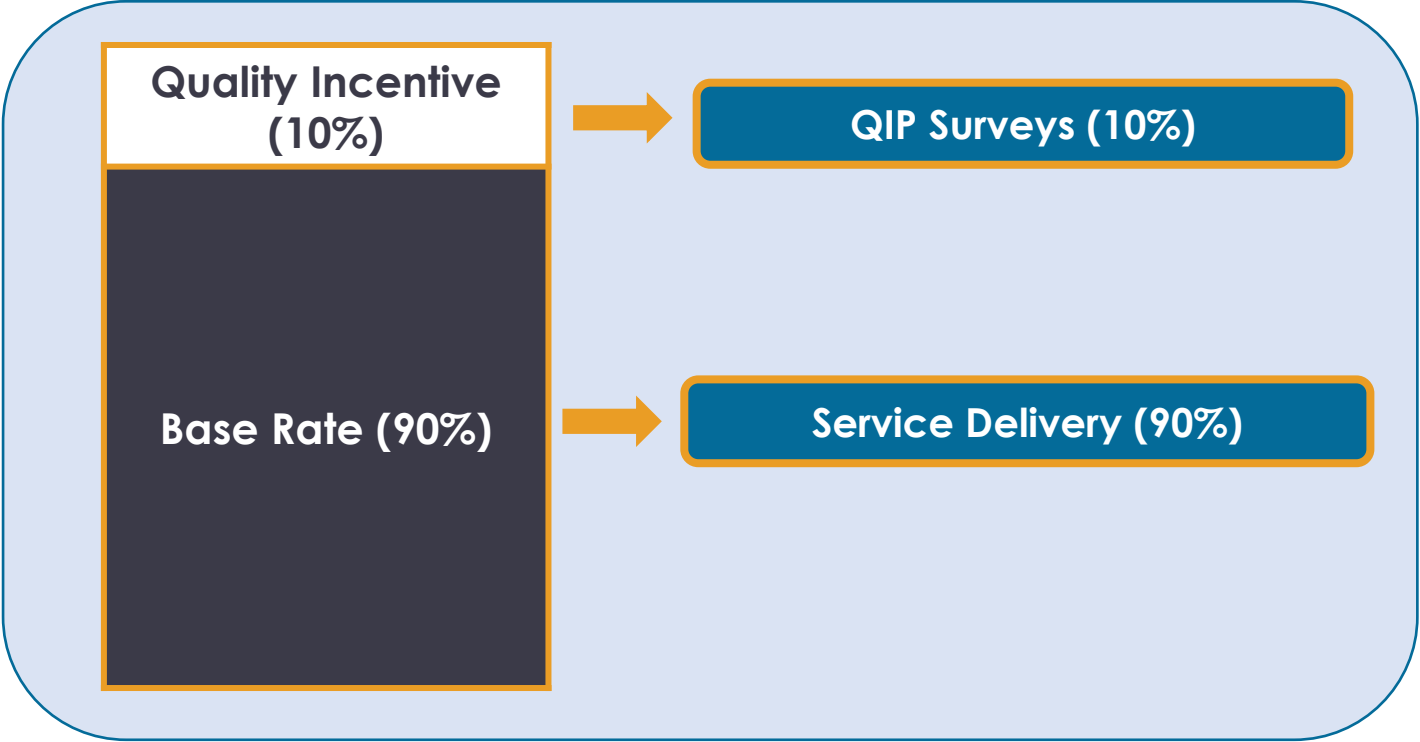 Quality Incentive
(10%)
QIP Surveys (10%)
Base Rate (90%)
Service Delivery (90%)